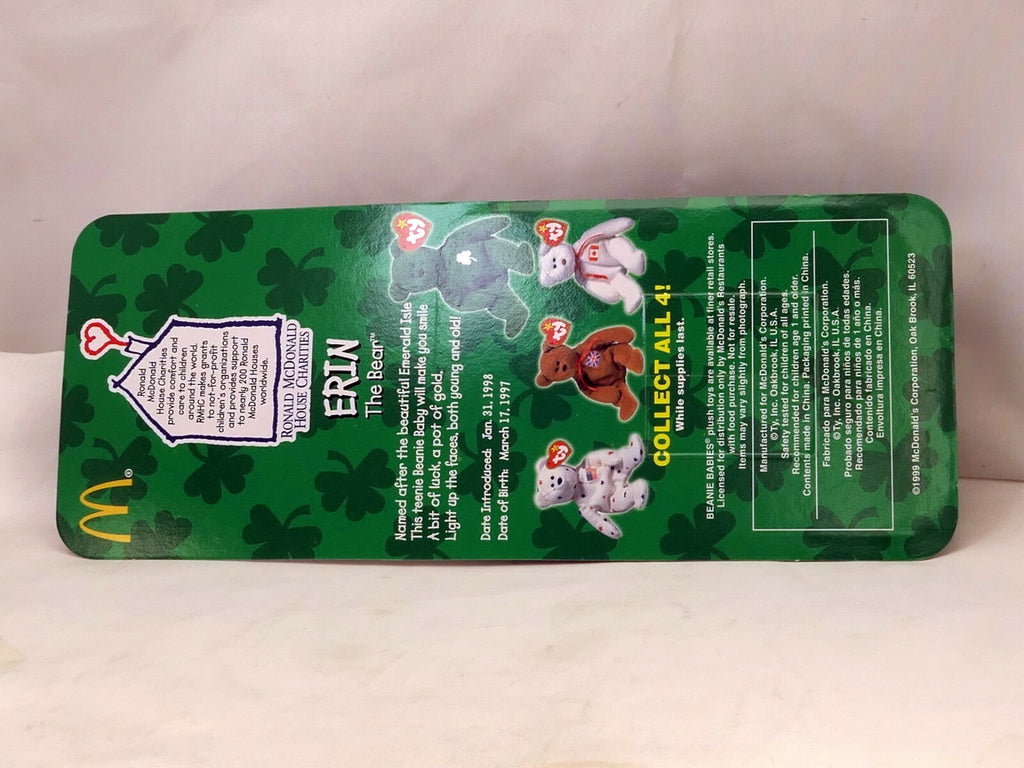 ®
Ronald
McDonald
House Charities
provide comfort and
care to children
around the world.
RMHC makes grants
to not-for-profit
children's organizations
and provides support
to nearly 200 Ronald
McDonald Houses
worldwide.
RONALD MCDONALD
HOUSE CHARITIES
ERIN
The Bear™
Named after the beautiful Emerald Isle
This teenie Beanie Baby will make you smile
A bit of luck, a pot of gold,
Light up the faces, both young and old!
Date Introduced: Jan. 31, 1998
Date of Birth: March 17, 1997
ty
ty
ty
ty
COLLECT ALL 4!
While supplies last.
BEANIE BABIES® plush toys are available at finer retail stores.
Licensed for distribution only by McDonald's Restaurants
with food purchase. Not for resale.
Items may vary slightly from photograph.
Manufactured for McDonald's Corporation.
©Ty, Inc. Oakbrook, IL U.S.A.
Safety tested for children of all ages.
Recommended for children age 1 and older.
Contents made in China. Packaging printed in China.
Fabricado para McDonald's Corporation.
©Ty, Inc. Oakbrook, IL U.S.A.
Probado seguro para niños de todas edades.
Recomendado para niños de 1 año o más.
Contenido fabricado en China.
Envoltura impresa en China.
©1999 McDonald's Corporation, Oak Brook, IL 60523